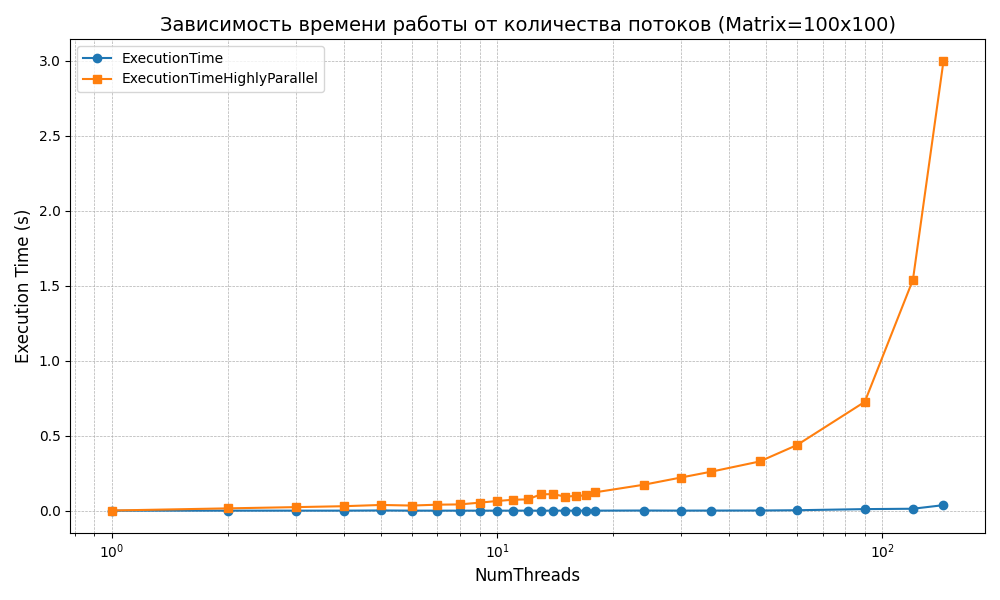 Зависимость времени работы от количества потоков (Matrix=100x100)
ExecutionTime
ExecutionTimeHighlyParallel
Execution Time (s)
3.0
2.5
2.0
1.5
1.0
0.5
0.0
10⁰ 10¹ 10²
NumThreads